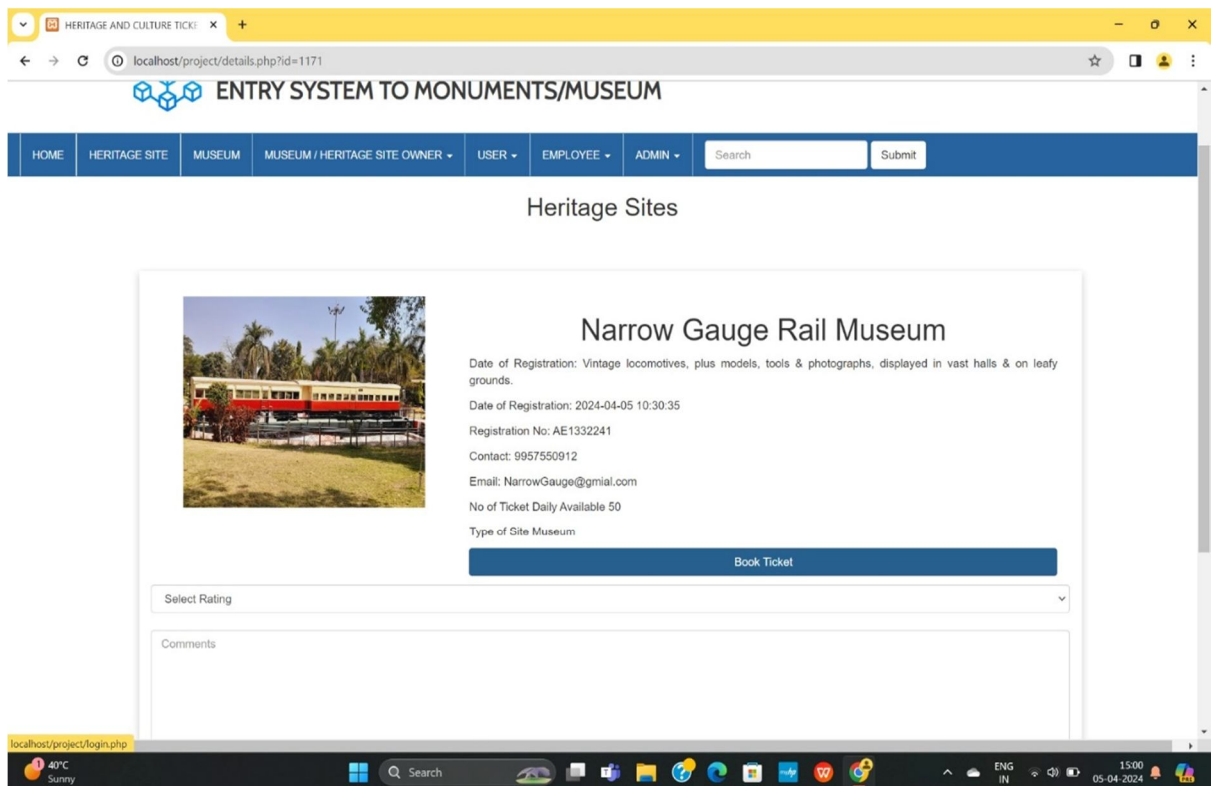 HERITAGE AND CULTURE TICKE
localhost/project/details.php?id=1171
ENTRY SYSTEM TO MONUMENTS/MUSEUM
HOME HERITAGE SITE MUSEUM MUSEUM / HERITAGE SITE OWNER USER EMPLOYEE ADMIN Search Submit
Heritage Sites
Narrow Gauge Rail Museum
Date of Registration: Vintage locomotives, plus models, tools & photographs, displayed in vast halls & on leafy
grounds.
Date of Registration: 2024-04-05 10:30:35
Registration No: AE1332241
Contact: 9957550912
Email: NarrowGauge@gmial.com
No of Ticket Daily Available 50
Type of Site Museum
Book Ticket
Select Rating
Comments
localhost/project/login.php
1 40°C
Sunny
Search
ENG
IN
15:00
05-04-2024